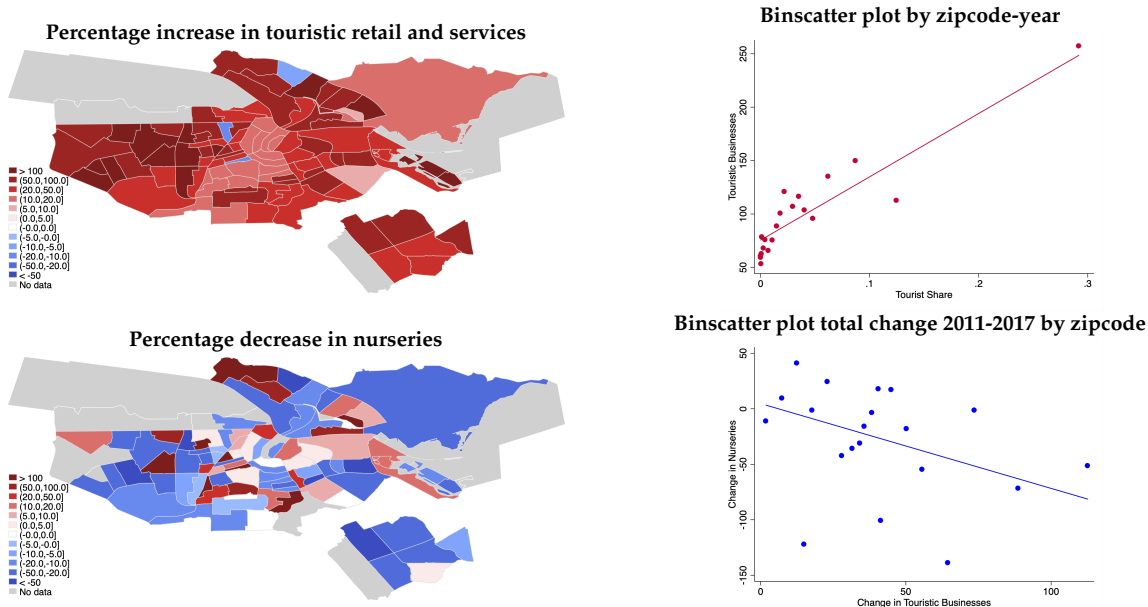 Percentage increase in touristic retail and services
> 100
(50.0,100.0]
(20.0,50.0]
(10.0,20.0]
(5.0,10.0]
(0.0,5.0]
(-0.0,0.0]
(-5.0,-0.0]
(-10.0,-5.0]
(-20.0,-10.0]
(-50.0,-20.0]
< -50
No data
Binscatter plot by zipcode-year
Touristic Businesses
250
200
150
100
50
0 .1 .2 .3
Tourist Share
Percentage decrease in nurseries
> 100
(50.0,100.0]
(20.0,50.0]
(10.0,20.0]
(5.0,10.0]
(0.0,5.0]
(-0.0,0.0]
(-5.0,-0.0]
(-10.0,-5.0]
(-20.0,-10.0]
(-50.0,-20.0]
< -50
No data
Binscatter plot total change 2011-2017 by zipcode
Change in Nurseries
50
0
-50
-100
-150
0 50 100
Change in Touristic Businesses